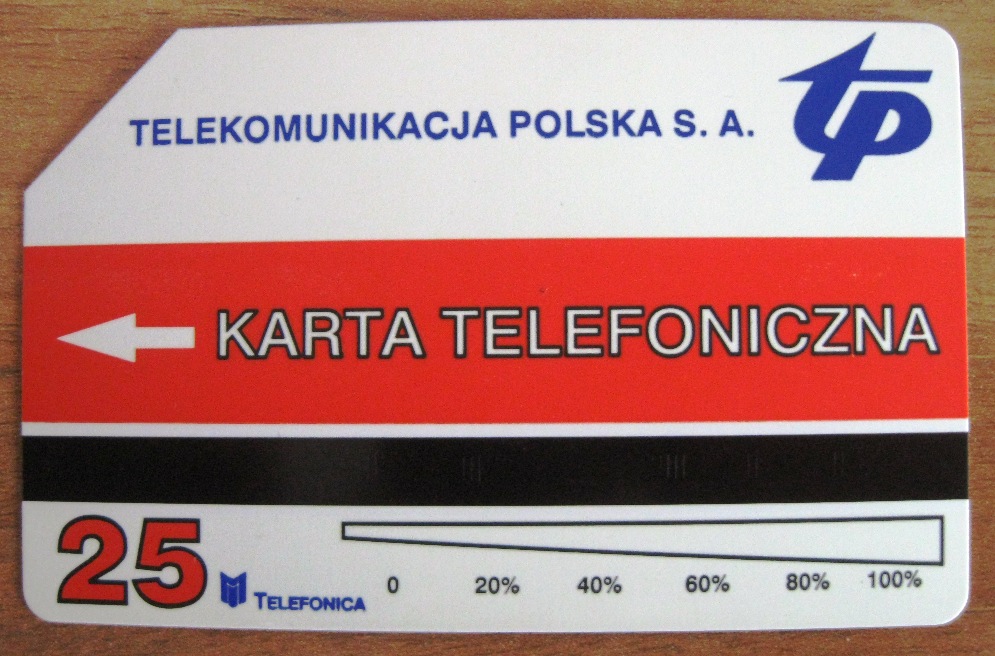 TELEKOMUNIKACJA POLSKA S. A.
tp
KARTA TELEFONICZNA
25
TELEFONICA
0 20% 40% 60% 80% 100%